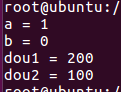 root@ubuntu:/
a = 1
b = 0
dou1 = 200
dou2 = 100
root@ubuntu:/